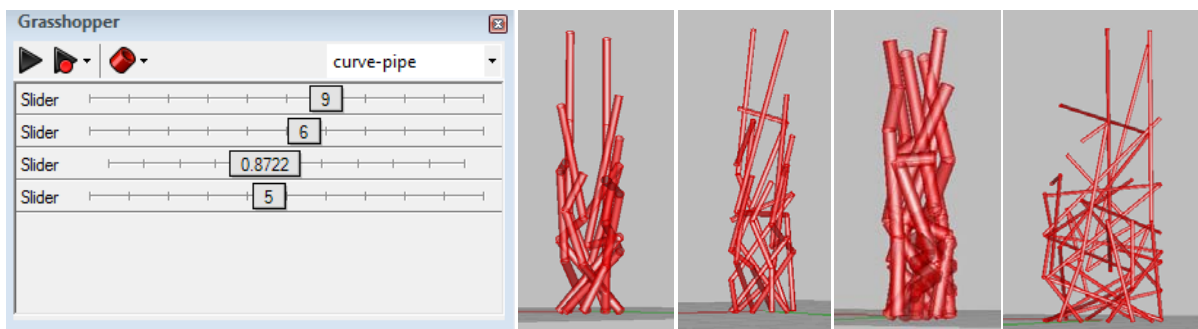 Grasshopper
curve-pipe
Slider 9
Slider 6
Slider 0.8722
Slider 5